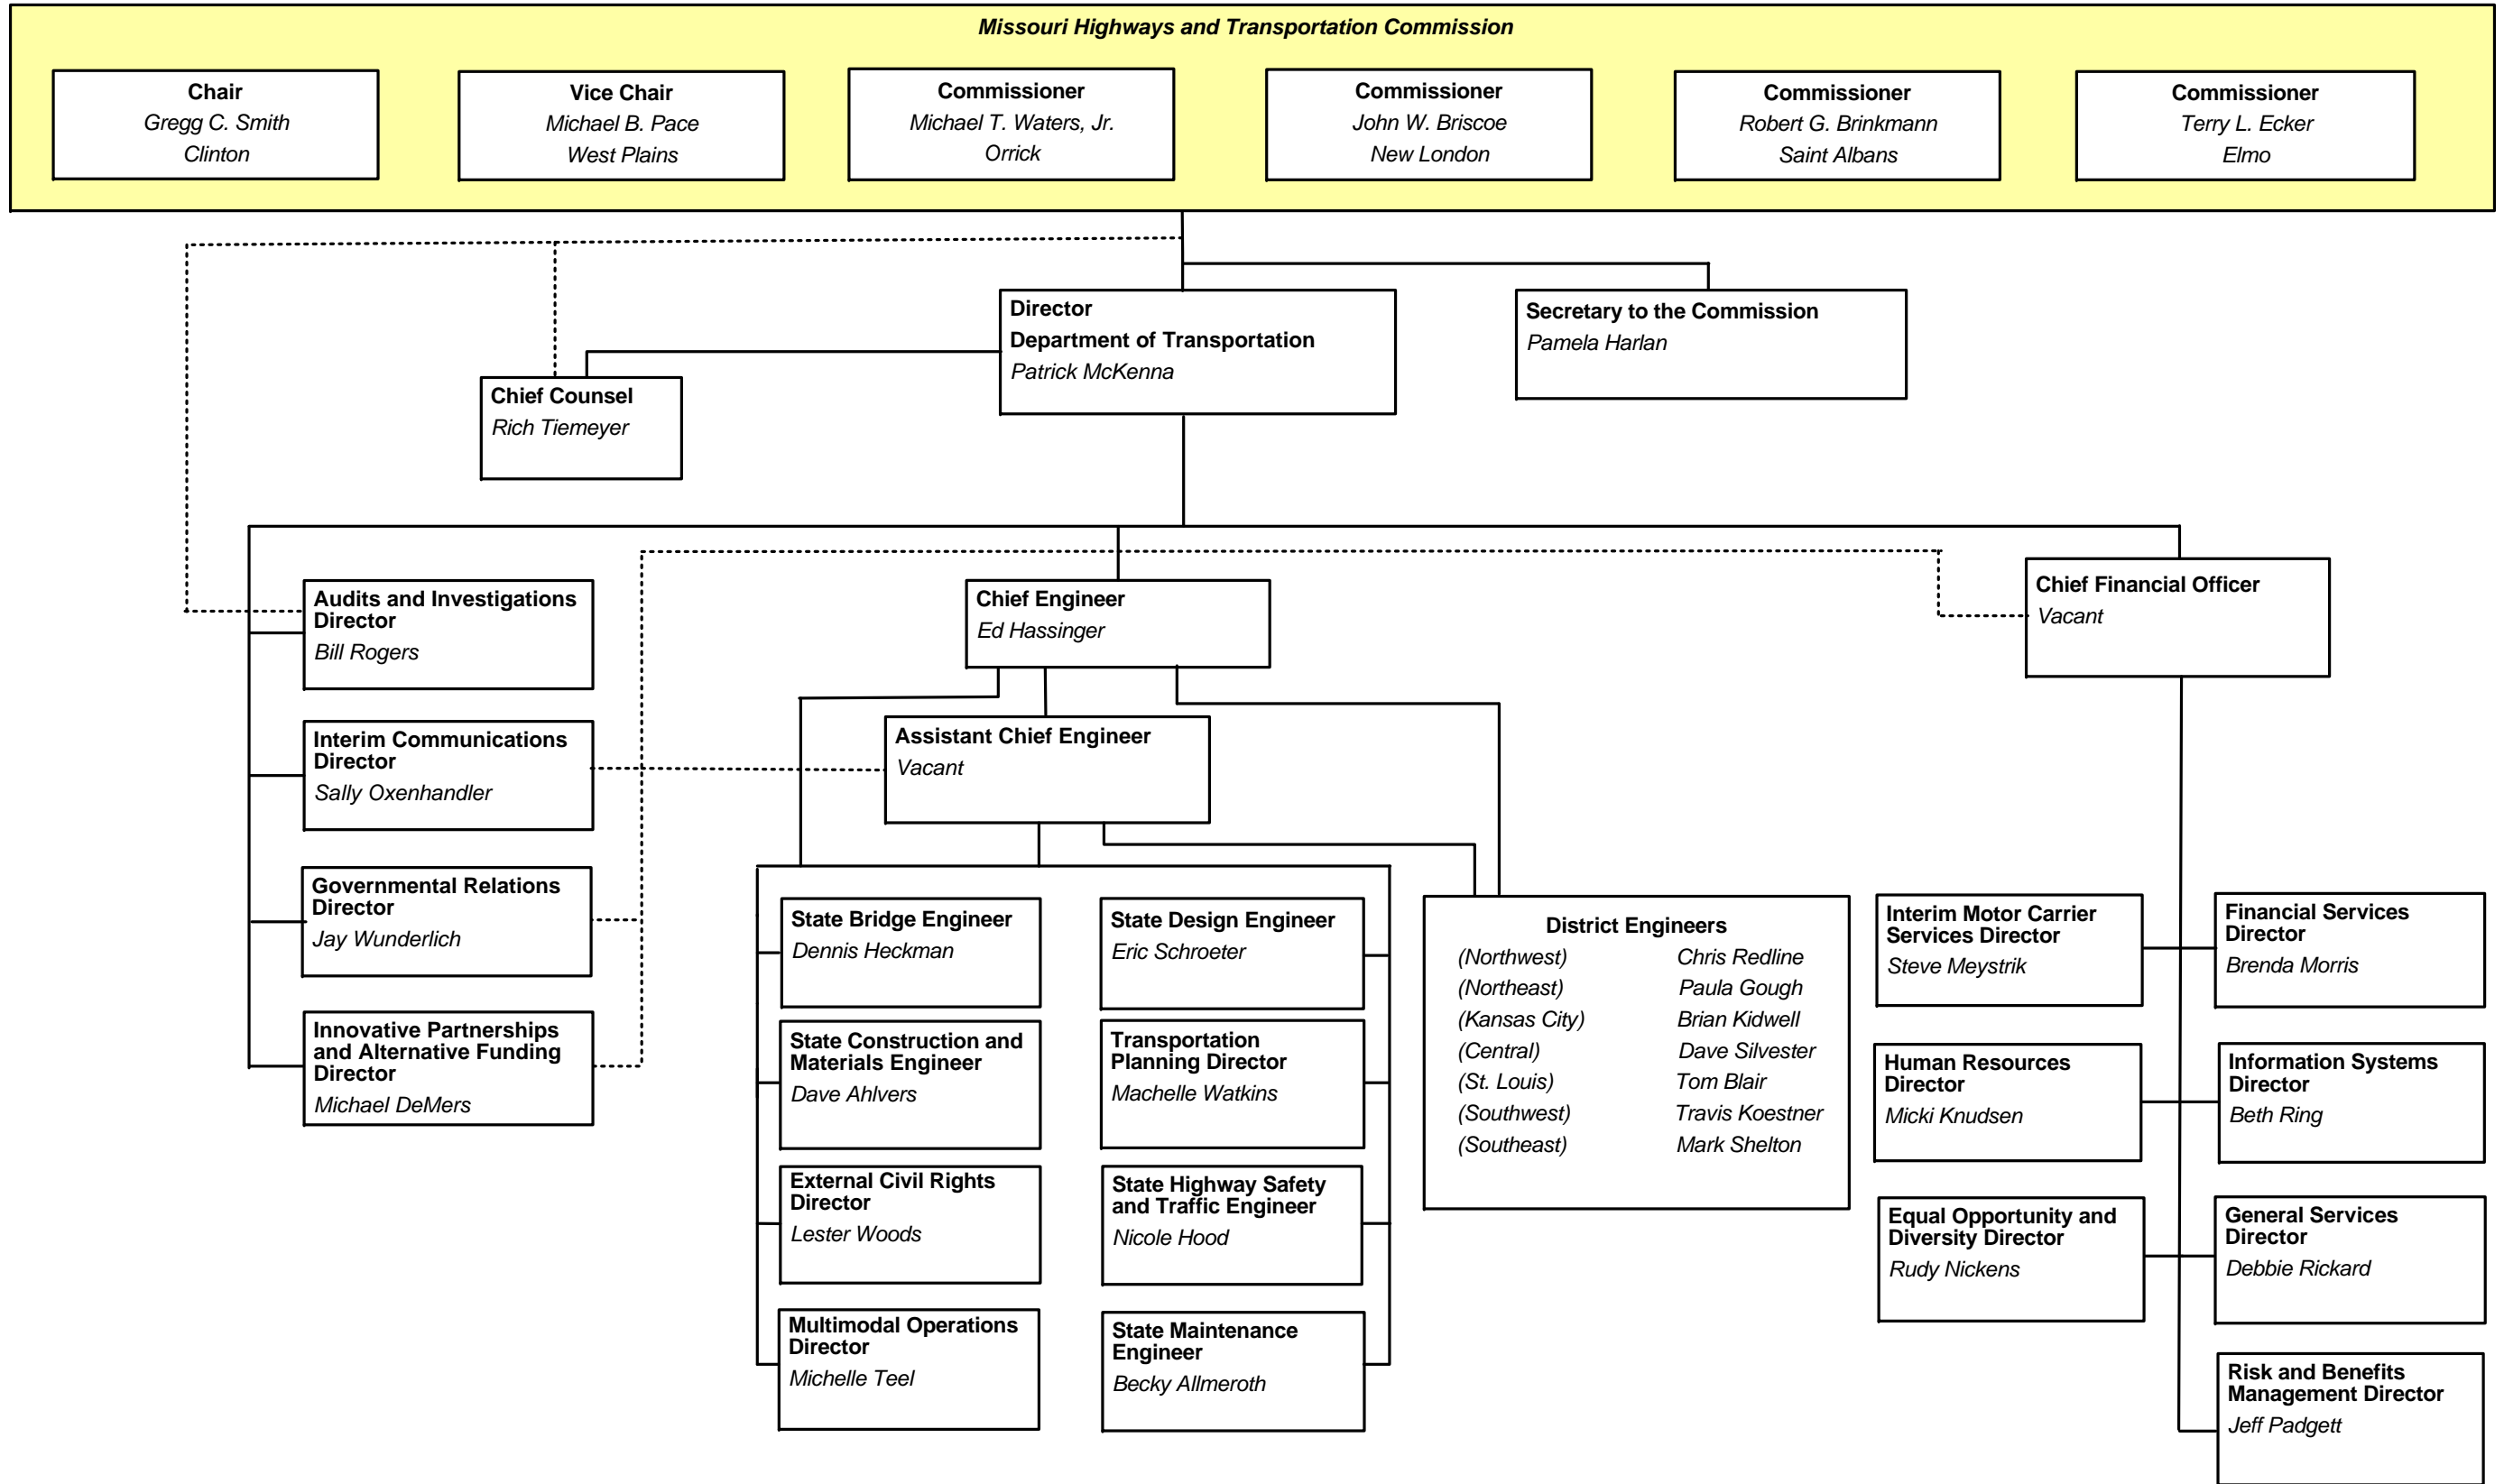 Missouri Highways and Transportation Commission
Chair
Gregg C. Smith
Clinton
Vice Chair
Michael B. Pace
West Plains
Commissioner
Michael T. Waters, Jr.
Orrick
Commissioner
John W. Briscoe
New London
Commissioner
Robert G. Brinkmann
Saint Albans
Commissioner
Terry L. Ecker
Elmo
Director
Department of Transportation
Patrick McKenna
Secretary to the Commission
Pamela Harlan
Chief Counsel
Rich Tiemeyer
Audits and Investigations
Director
Bill Rogers
Interim Communications
Director
Sally Oxenhandler
Governmental Relations
Director
Jay Wunderlich
Innovative Partnerships
and Alternative Funding
Director
Michael DeMers
Chief Engineer
Ed Hassinger
Assistant Chief Engineer
Vacant
State Bridge Engineer
Dennis Heckman
State Design Engineer
Eric Schroeter
State Construction and
Materials Engineer
Dave Ahlvers
Transportation
Planning Director
Machelle Watkins
External Civil Rights
Director
Lester Woods
State Highway Safety
and Traffic Engineer
Nicole Hood
Multimodal Operations
Director
Michelle Teel
State Maintenance
Engineer
Becky Allmeroth
District Engineers
(Northwest) Chris Redline
(Northeast) Paula Gough
(Kansas City) Brian Kidwell
(Central) Dave Silvester
(St. Louis) Tom Blair
(Southwest) Travis Koestner
(Southeast) Mark Shelton
Chief Financial Officer
Vacant
Interim Motor Carrier
Services Director
Steve Meystrik
Financial Services
Director
Brenda Morris
Human Resources
Director
Micki Knudsen
Information Systems
Director
Beth Ring
Equal Opportunity and
Diversity Director
Rudy Nickens
General Services
Director
Debbie Rickard
Risk and Benefits
Management Director
Jeff Padgett